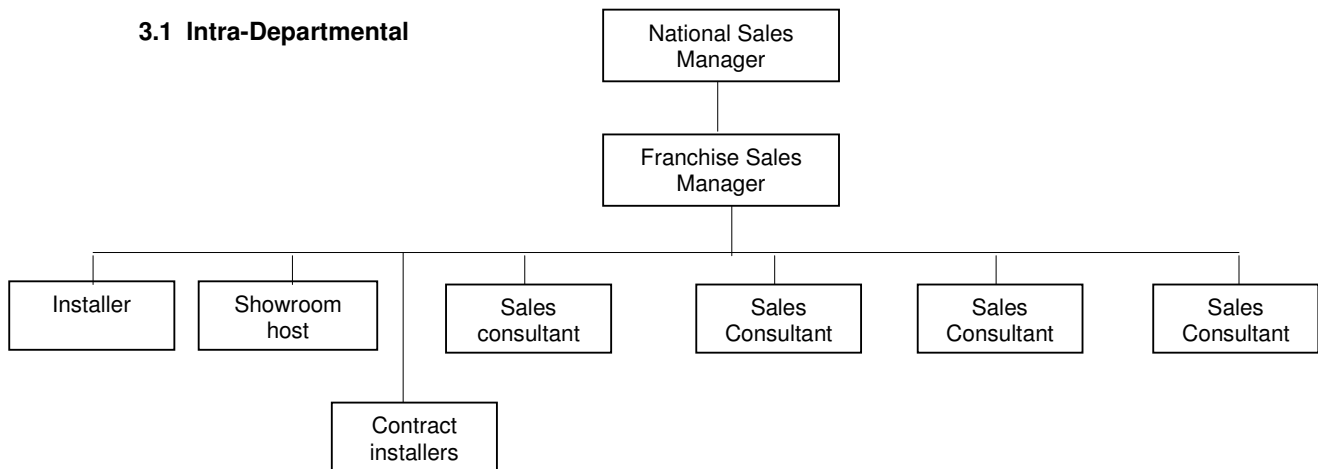 3.1 Intra-Departmental
National Sales
Manager
Franchise Sales
Manager
Installer
Showroom
host
Sales
consultant
Sales
Consultant
Sales
Consultant
Sales
Consultant
Contract
installers